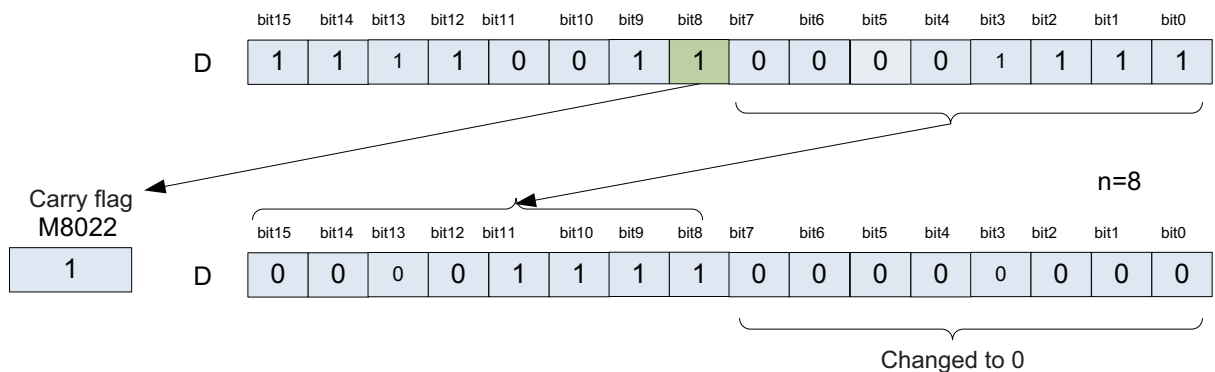 bit15 bit14 bit13 bit12 bit11 bit10 bit9 bit8 bit7 bit6 bit5 bit4 bit3 bit2 bit1 bit0
D 1 1 1 1 0 0 1 1 0 0 0 0 1 1 1 1
n=8
Carry flag
M8022
1
bit15 bit14 bit13 bit12 bit11 bit10 bit9 bit8 bit7 bit6 bit5 bit4 bit3 bit2 bit1 bit0
D 0 0 0 0 1 1 1 1 0 0 0 0 0 0 0 0
Changed to 0